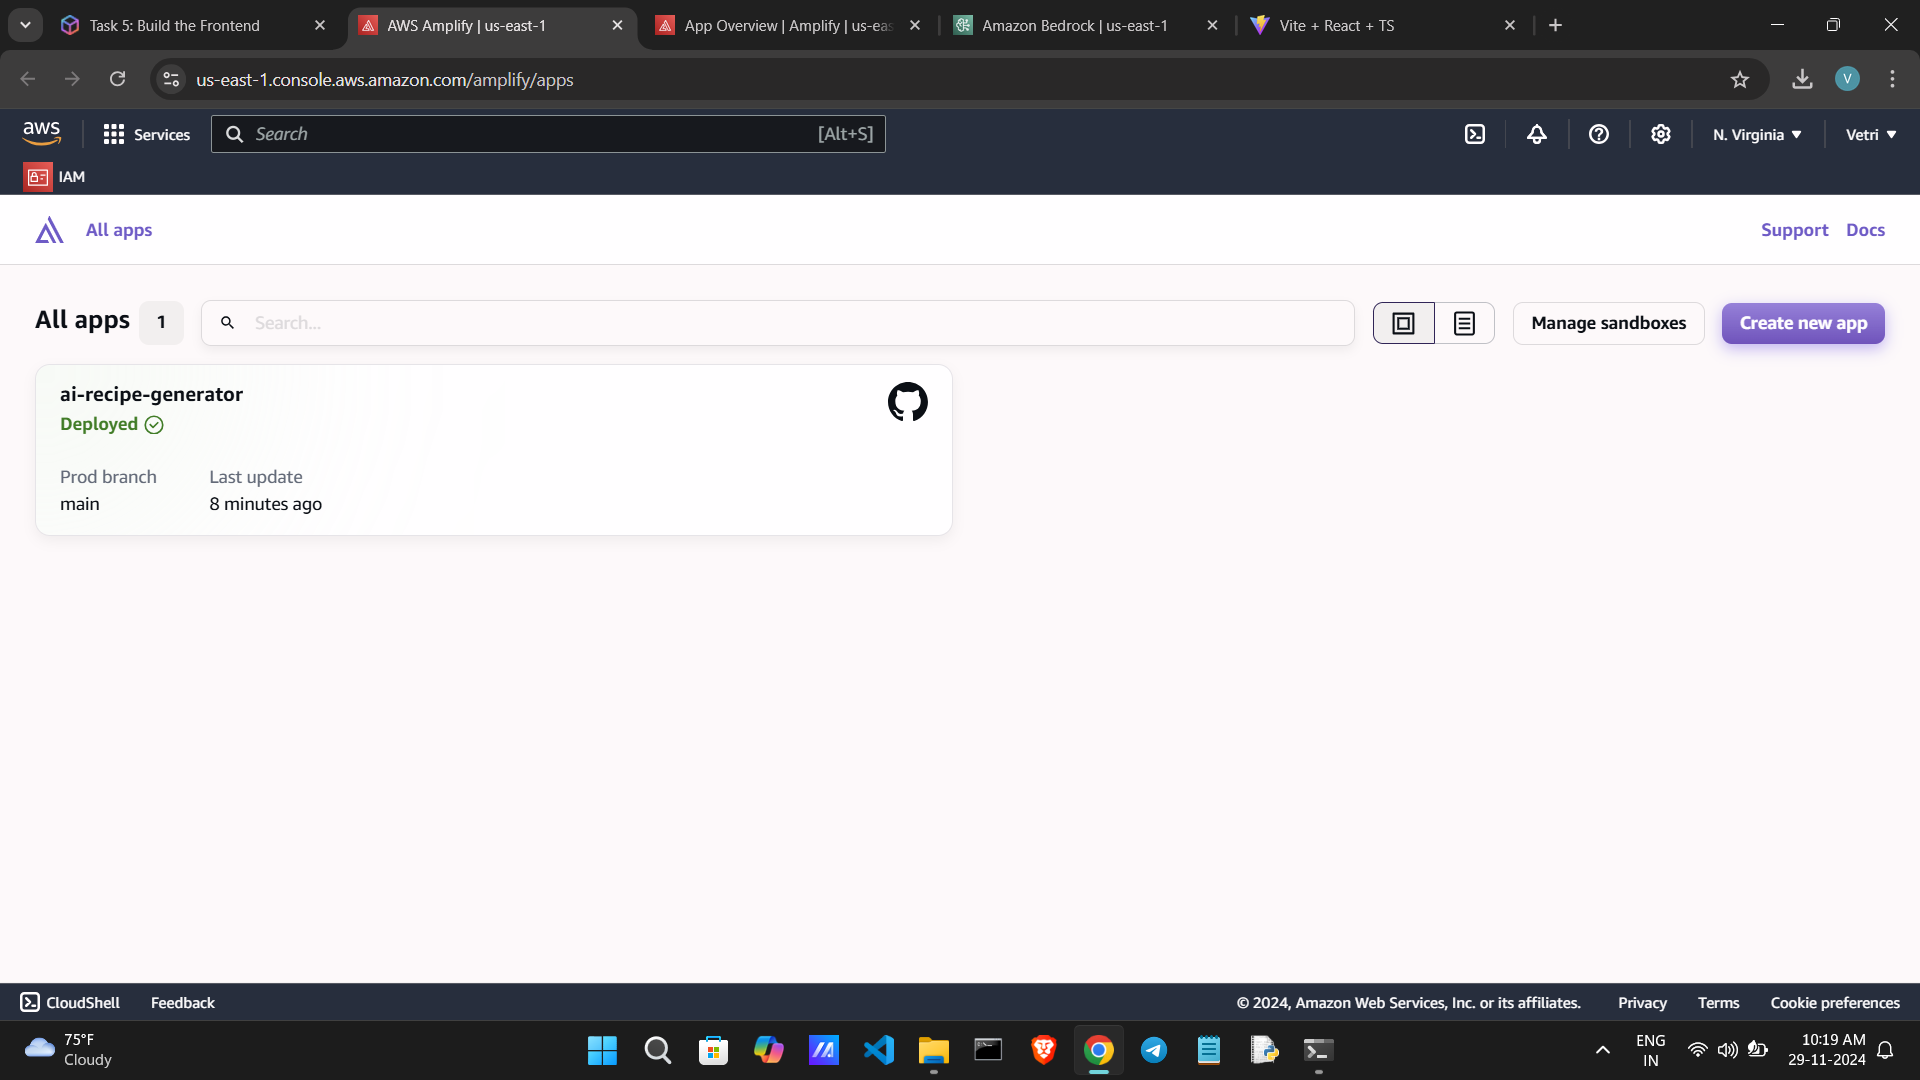 Task 5: Build the Frontend
AWS Amplify | us-east-1
App Overview | Amplify | us-eas
Amazon Bedrock | us-east-1
Vite + React + TS
us-east-1.console.aws.amazon.com/amplify/apps
V
aws
Services
Search
[Alt+S]
N. Virginia
Vetri
IAM
All apps
Support
Docs
All apps
1
Search...
Manage sandboxes
Create new app
ai-recipe-generator
Deployed
Prod branch
Last update
main
8 minutes ago
CloudShell
Feedback
© 2024, Amazon Web Services, Inc. or its affiliates.
Privacy
Terms
Cookie preferences
75°F
Cloudy
ENG
IN
10:19 AM
29-11-2024